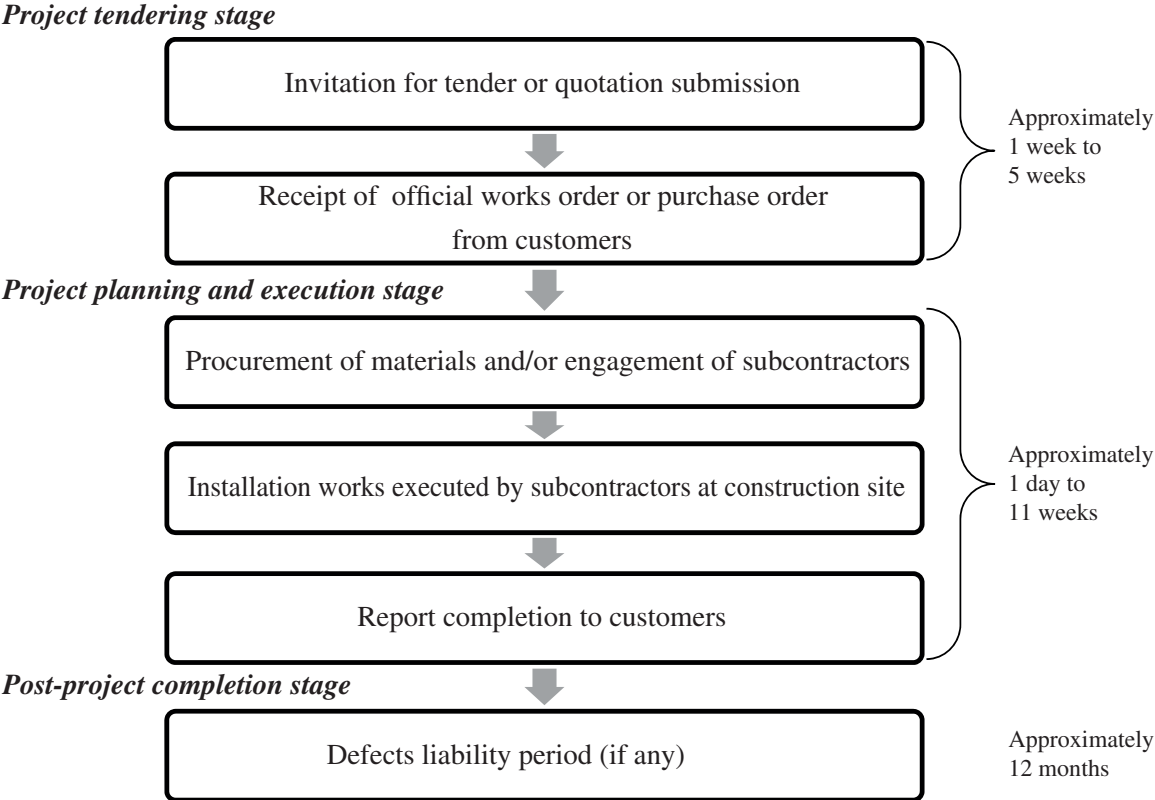 Project tendering stage
Invitation for tender or quotation submission
Approximately
1 week to
5 weeks
Receipt of official works order or purchase order
from customers
Project planning and execution stage
Procurement of materials and/or engagement of subcontractors
Installation works executed by subcontractors at construction site
Approximately
1 day to
11 weeks
Report completion to customers
Post-project completion stage
Defects liability period (if any)
Approximately
12 months